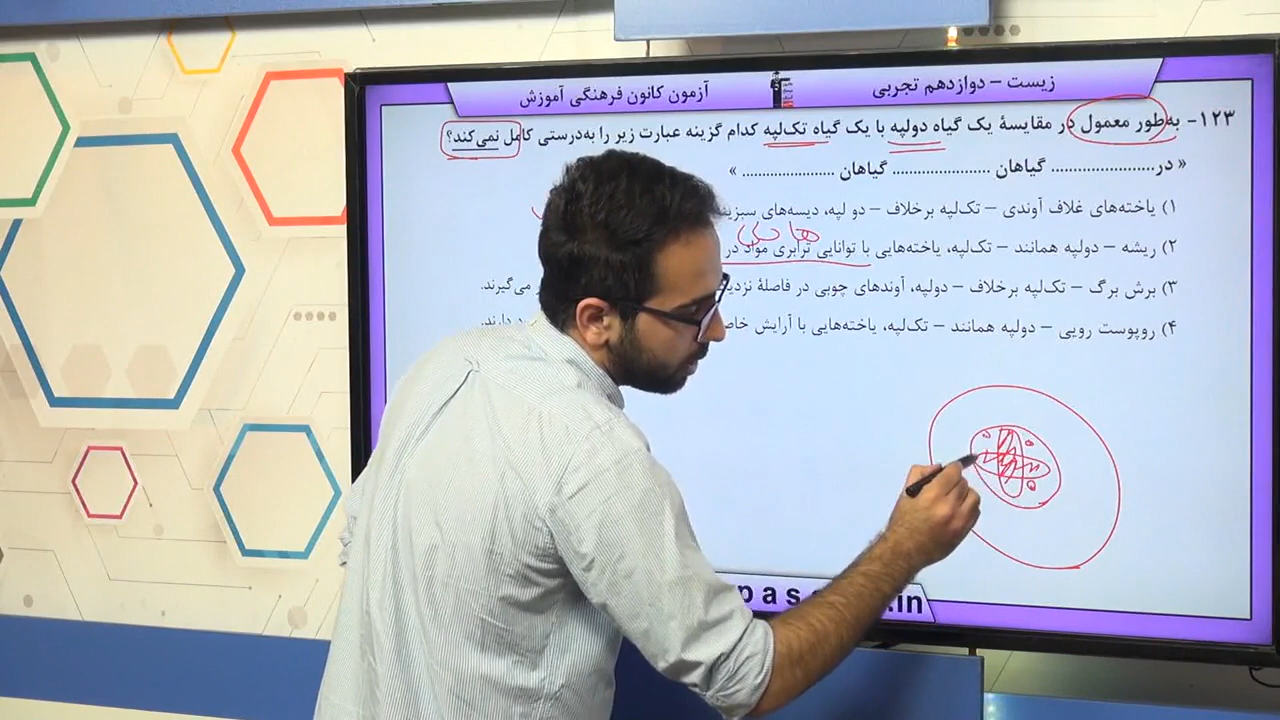 زیست – دوازدهم تجربی
آزمون کانون فرهنگی آموزش
۱۲۳- به‌طور معمول در مقایسهٔ یک گیاه دولپه با یک گیاه تک‌لپه کدام گزینه عبارت زیر را به‌درستی کامل نمی‌کند؟
« در........................ گیاهان ....................... گیاهان ...................... »
۱) یاخته‌های غلاف آوندی – تک‌لپه برخلاف – دو لپه، دیسه‌های
۲) ریشه – دولپه همانند – تک‌لپه، یاخته‌هایی با توانایی ترابری مواد در
۳) برش برگ – تک‌لپه برخلاف – دولپه، آوندهای چوبی در فاصلهٔ می‌گیرند.
۴) روپوست رویی – دولپه همانند – تک‌لپه، یاخته‌هایی با آرایش دارند.
.in